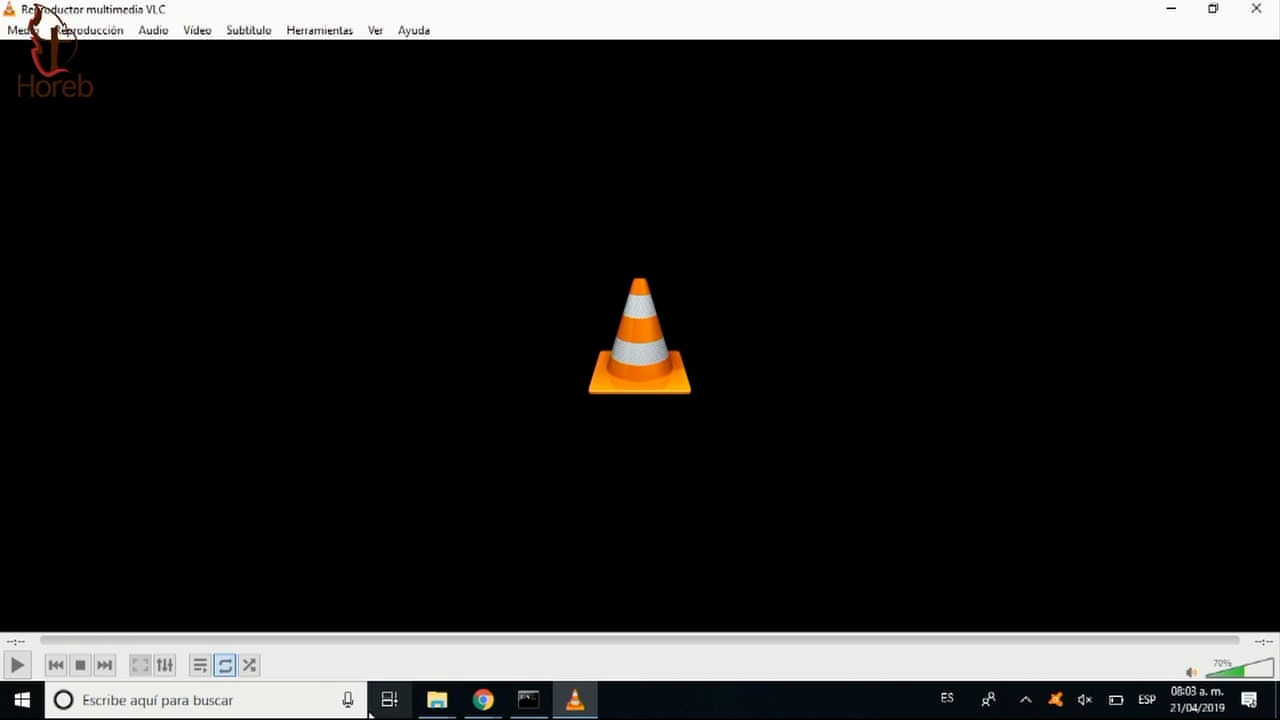 Reproductor multimedia VLC
Medio Reproducción Audio Vídeo Subtítulo Herramientas Ver Ayuda
Horeb
--:-- --:--
70%
Escribe aquí para buscar
ES
ESP
08:03 a. m.
21/04/2019